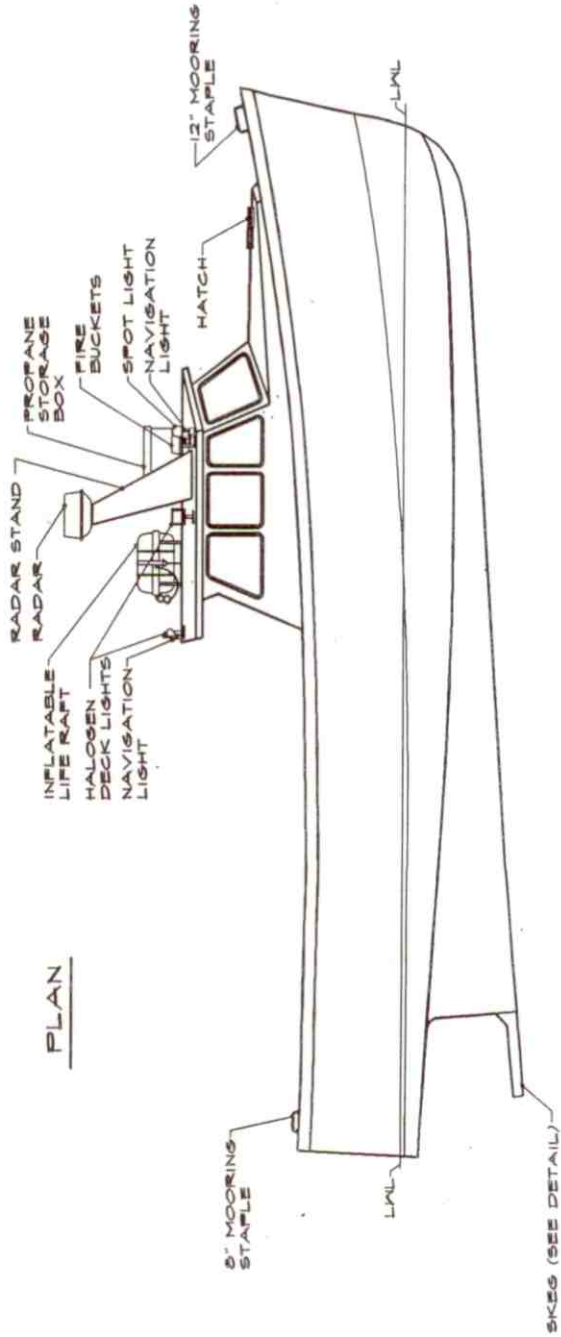 PLAN
8" MOORING
STAPLE
LWL
SKEG (SEE DETAIL)
INFLATABLE
LIFE RAFT
HALOGEN
DECK LIGHTS
NAVIGATION
LIGHT
RADAR STAND
RADAR
PROPANE
STORAGE
BOX
FIRE
BUCKETS
SPOT LIGHT
NAVIGATION
LIGHT
HATCH
12" MOORING
STAPLE
LWL